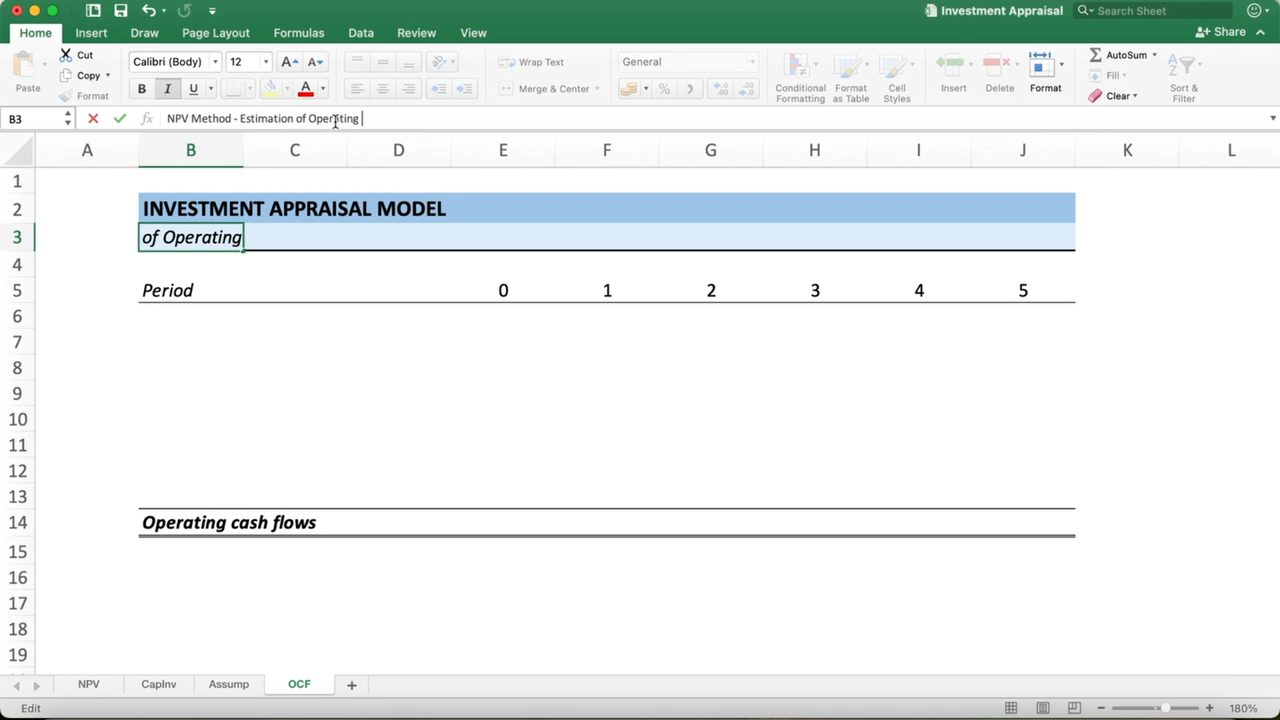 Investment Appraisal
Search Sheet
Home Insert Draw Page Layout Formulas Data Review View
Share
Paste
Cut
Copy
Format
Calibri (Body) 12
A A
B I U A
Wrap Text
Merge & Center
General
%
Conditional Formatting
Format as Table
Cell Styles
Insert
Delete
Format
AutoSum
Fill
Clear
Sort & Filter
B3 fx NPV Method - Estimation of Operating
A B C D E F G H I J K L
1
2 INVESTMENT APPRAISAL MODEL
3 of Operating
4
5 Period 0 1 2 3 4 5
6
7
8
9
10
11
12
13
14 Operating cash flows
15
16
17
18
19
NPV CapInv Assump OCF +
Edit 180%